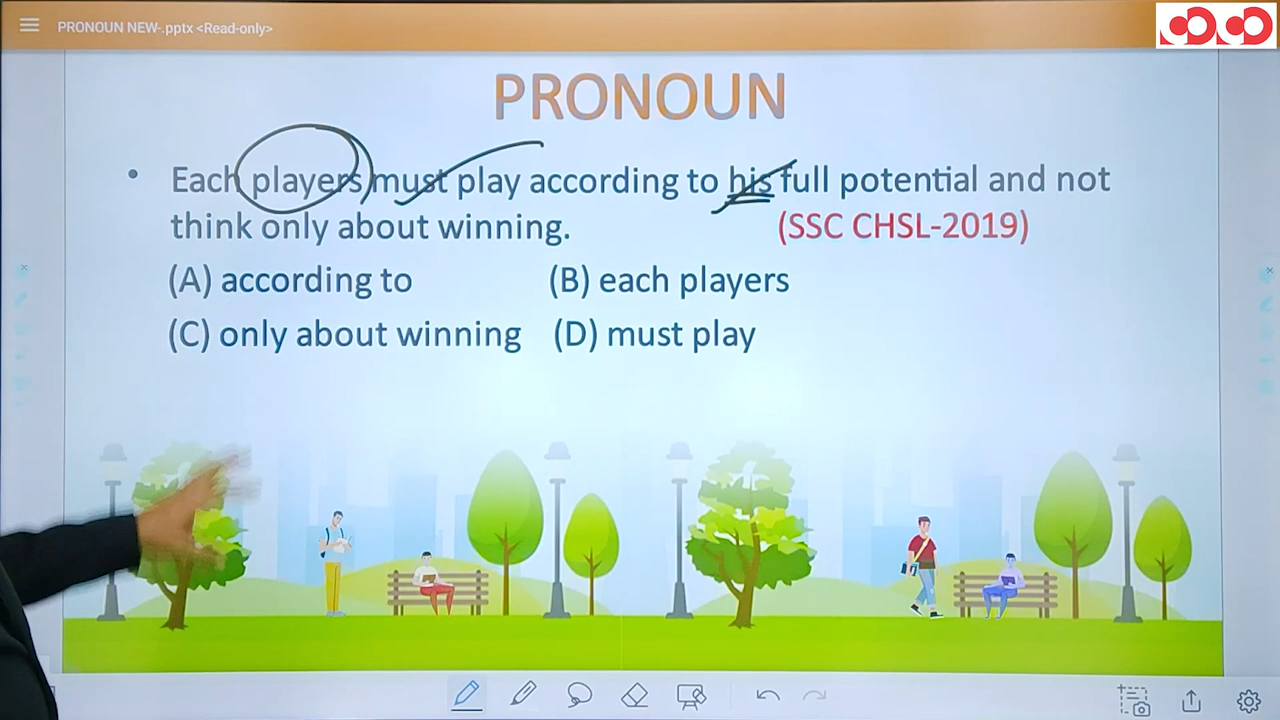 PRONOUN NEW-.pptx <Read-only>
PRONOUN
• Each players must play according to his full potential and not
think only about winning. (SSC CHSL-2019)
(A) according to (B) each players
(C) only about winning (D) must play